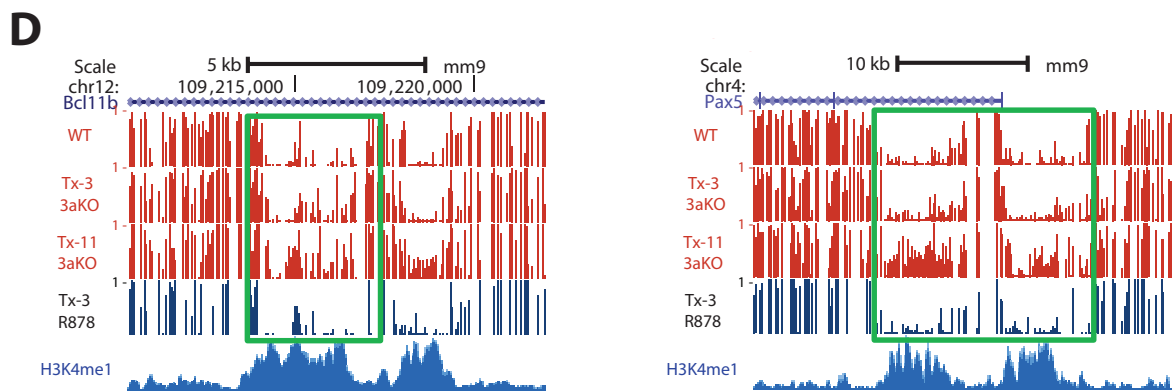 D
Scale
5 kb
mm9
chr12:
109,215,000
109,220,000
Bcl11b
1 -
WT
1 -
Tx-3
3aKO
1 -
Tx-11
3aKO
1 -
Tx-3
R878
H3K4me1
Scale
10 kb
mm9
chr4:
Pax5
1
WT
1 -
Tx-3
3aKO
1 -
Tx-11
3aKO
1 -
Tx-3
R878
H3K4me1